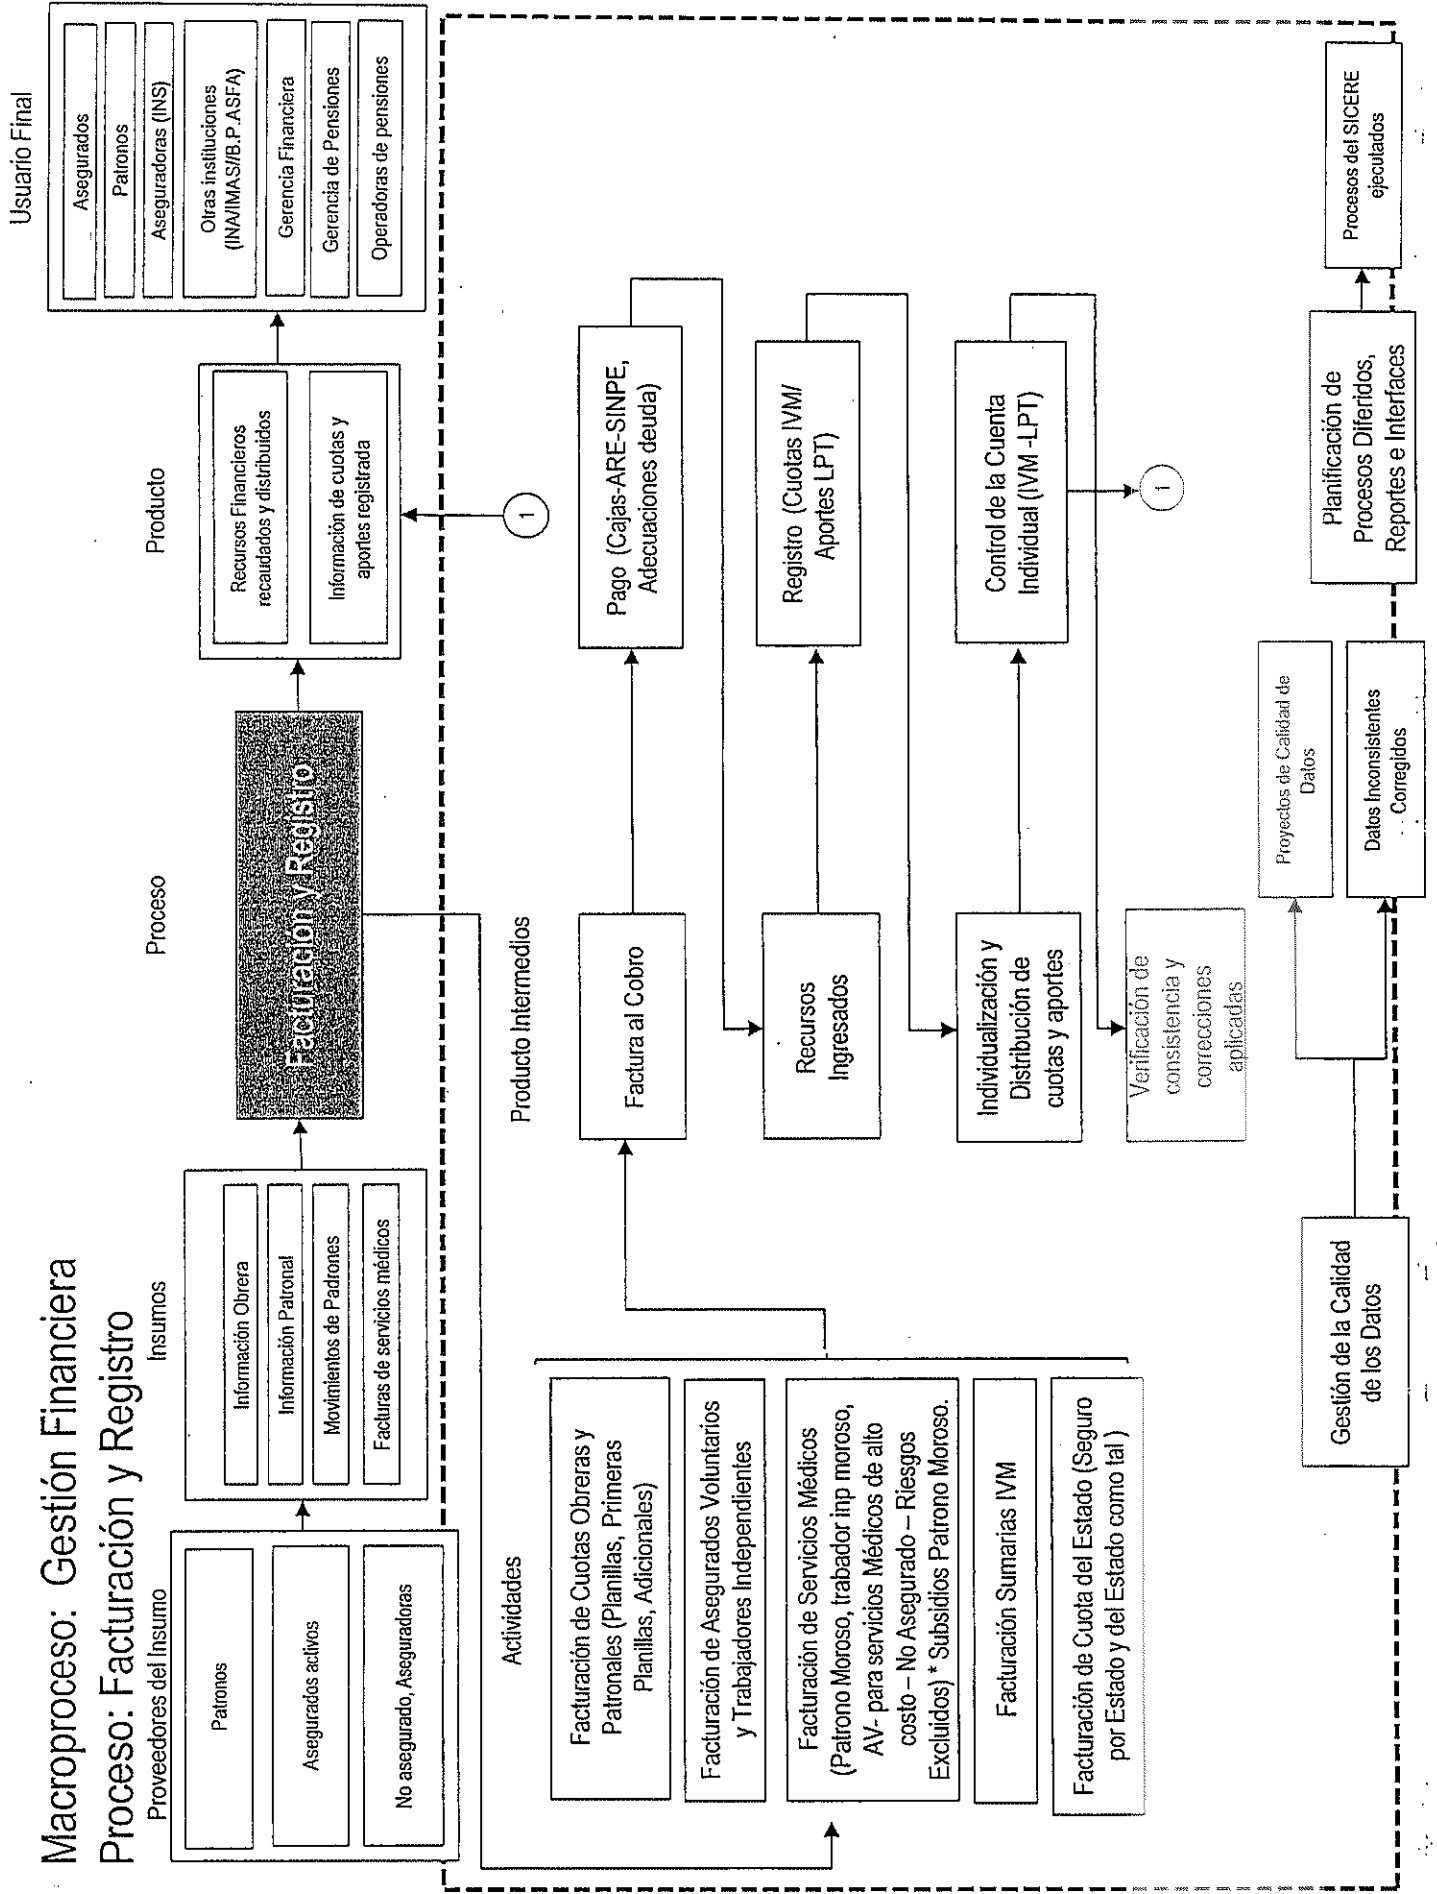 Macroproceso: Gestión Financiera
Proceso: Facturación y Registro
Proveedores del Insumo
Patronos
Asegurados activos
No asegurado, Aseguradoras
Insumos
Información Obrera
Información Patronal
Movimientos de Padrones
Facturas de servicios médicos
Proceso
Facturación y Registro
Producto
Recursos Financieros
recaudados y distribuidos
Información de cuotas y
aportes registrada
1
Usuario Final
Asegurados
Patronos
Aseguradoras (INS)
Otras instituciones
(INA/IMAS//B.P.ASFA)
Gerencia Financiera
Gerencia de Pensiones
Operadoras de pensiones
Actividades
Facturación de Cuotas Obreras y
Patronales (Planillas, Primeras
Planillas, Adicionales)
Facturación de Asegurados Voluntarios
y Trabajadores Independientes
Facturación de Servicios Médicos
(Patrono Moroso, trabador inp moroso,
AV- para servicios Médicos de alto
costo – No Asegurado – Riesgos
Excluidos) * Subsidios Patrono Moroso.
Facturación Sumarias IVM
Facturación de Cuota del Estado (Seguro
por Estado y del Estado como tal )
Producto Intermedios
Factura al Cobro
Pago (Cajas-ARE-SINPE,
Adecuaciones deuda)
Recursos
Ingresados
Registro (Cuotas IVM/
Aportes LPT)
Individualización y
Distribución de
cuotas y aportes
Control de la Cuenta
Individual (IVM -LPT)
1
Verificación de
consistencia y
correcciones
aplicadas
Gestión de la Calidad
de los Datos
Proyectos de Calidad de
Datos
Datos Inconsistentes
Corregidos
Planificación de
Procesos Diferidos,
Reportes e Interfaces
Procesos del SICERE
ejecutados